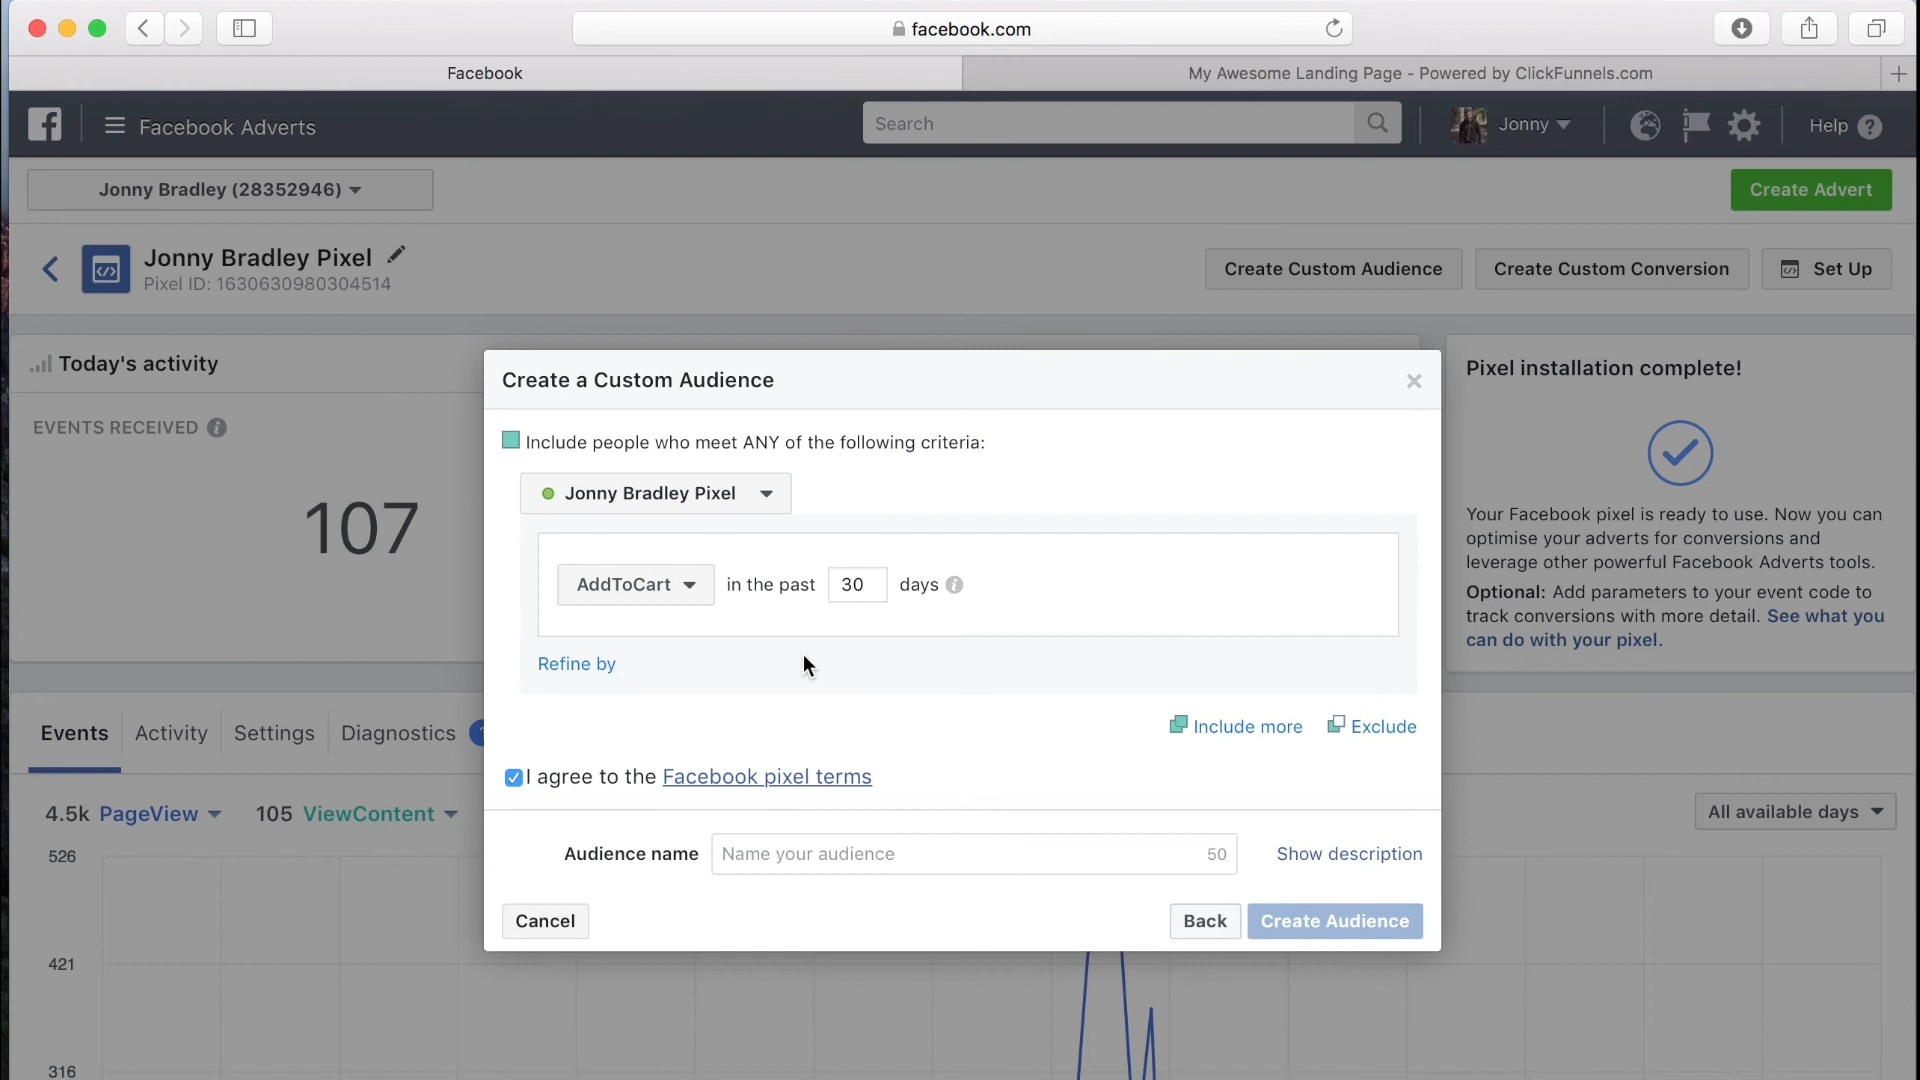 facebook.com
Facebook
My Awesome Landing Page - Powered by ClickFunnels.com
Facebook Adverts
Search
Jonny
Help
Jonny Bradley (28352946)
Create Advert
Jonny Bradley Pixel
Pixel ID: 1630630980304514
Create Custom Audience
Create Custom Conversion
Set Up
Today's activity
EVENTS RECEIVED
107
Create a Custom Audience
Include people who meet ANY of the following criteria:
Jonny Bradley Pixel
AddToCart in the past 30 days
Refine by
Include more
Exclude
I agree to the Facebook pixel terms
Audience name
Name your audience
50
Show description
Cancel
Back
Create Audience
Pixel installation complete!
Your Facebook pixel is ready to use. Now you can
optimise your adverts for conversions and
leverage other powerful Facebook Adverts tools.
Optional: Add parameters to your event code to
track conversions with more detail. See what you
can do with your pixel.
Events
Activity
Settings
Diagnostics
4.5k PageView
105 ViewContent
All available days
526
421
316